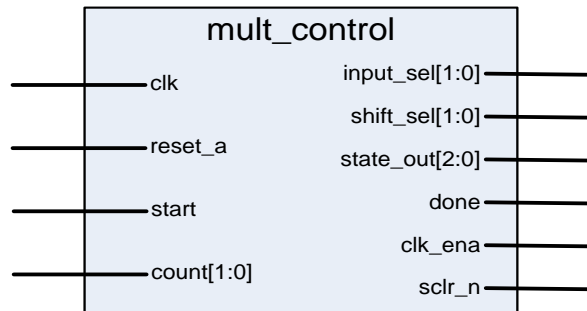 mult_control
clk
reset_a
start
count[1:0]
input_sel[1:0]
shift_sel[1:0]
state_out[2:0]
done
clk_ena
sclr_n